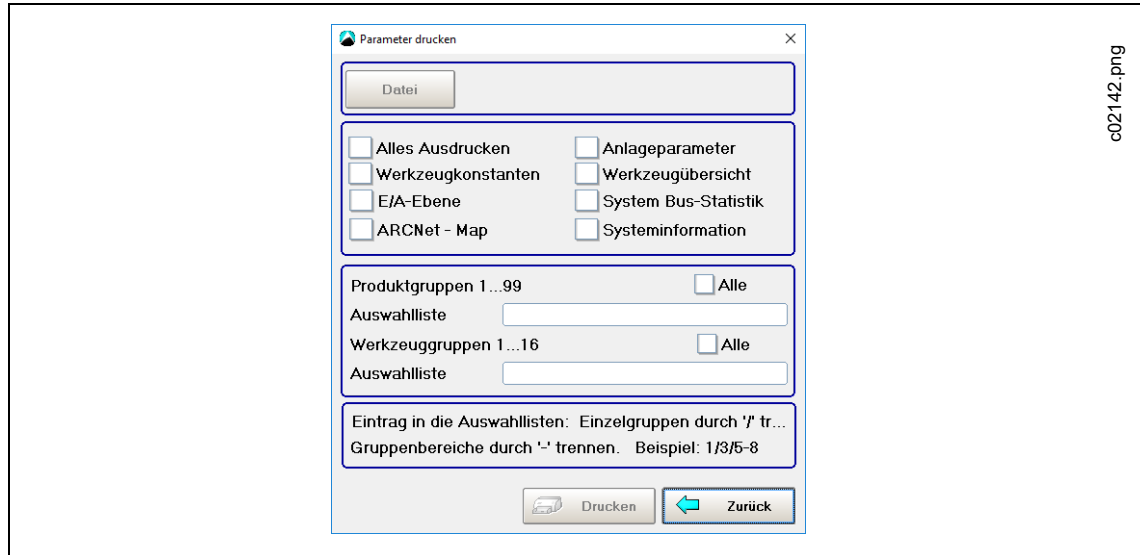 Parameter drucken
Datei
Alles Ausdrucken
Anlageparameter
Werkzeugkonstanten
Werkzeugübersicht
E/A-Ebene
System Bus-Statistik
ARCNet - Map
Systeminformation
Produktgruppen 1...99
Alle
Auswahlliste
Werkzeuggruppen 1...16
Alle
Auswahlliste
Eintrag in die Auswahllisten: Einzelgruppen durch '/' tr...
Gruppenbereiche durch '-' trennen. Beispiel: 1/3/5-8
Drucken
Zurück
c02142.png